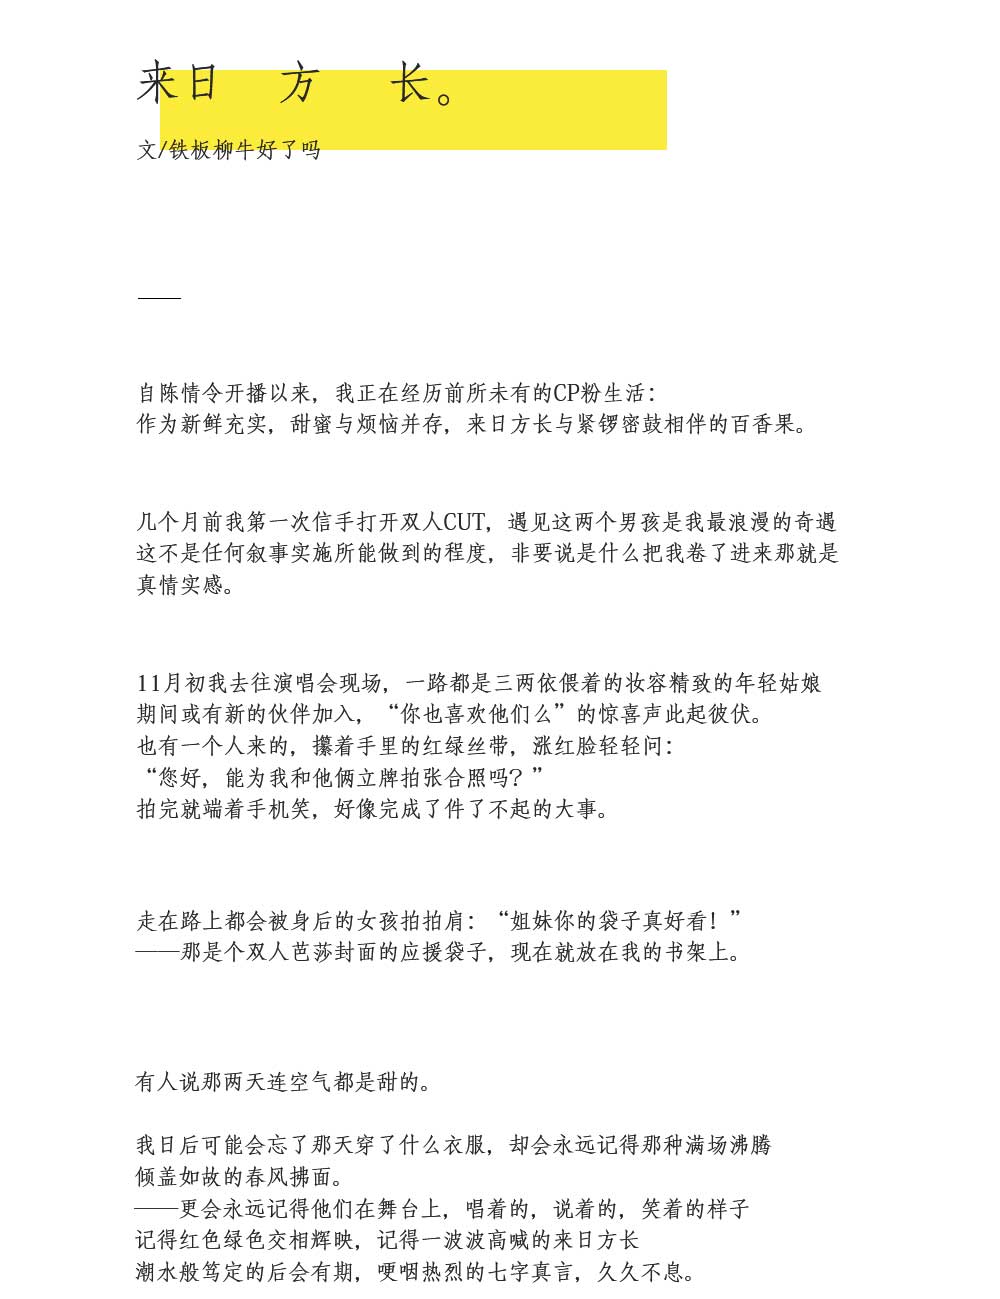 来日 方 长。
文/铁板柳牛好了吗
——
自陈情令开播以来，我正在经历前所未有的CP粉生活：
作为新鲜充实，甜蜜与烦恼并存，来日方长与紧锣密鼓相伴的百香果。
几个月前我第一次信手打开双人CUT，遇见这两个男孩是我最浪漫的奇遇
这不是任何叙事实施所能做到的程度，非要说是什么把我卷了进来那就是
真情实感。
11月初我去往演唱会现场，一路都是三两依偎着的妆容精致的年轻姑娘
期间或有新的伙伴加入，“你也喜欢他们么”的惊喜声此起彼伏。
也有一个人来的，攥着手里的红绿丝带，涨红脸轻轻问：
“您好，能为我和他俩立牌拍张合照吗？”
拍完就端着手机笑，好像完成了件了不起的大事。
走在路上都会被身后的女孩拍拍肩：“姐妹你的袋子真好看！”
——那是个双人芭莎封面的应援袋子，现在就放在我的书架上。
有人说那两天连空气都是甜的。
我日后可能会忘了那天穿了什么衣服，却会永远记得那种满场沸腾
倾盖如故的春风拂面。
——更会永远记得他们在舞台上，唱着的，说着的，笑着的样子
记得红色绿色交相辉映，记得一波波高喊的来日方长
潮水般笃定的后会有期，哽咽热烈的七字真言，久久不息。